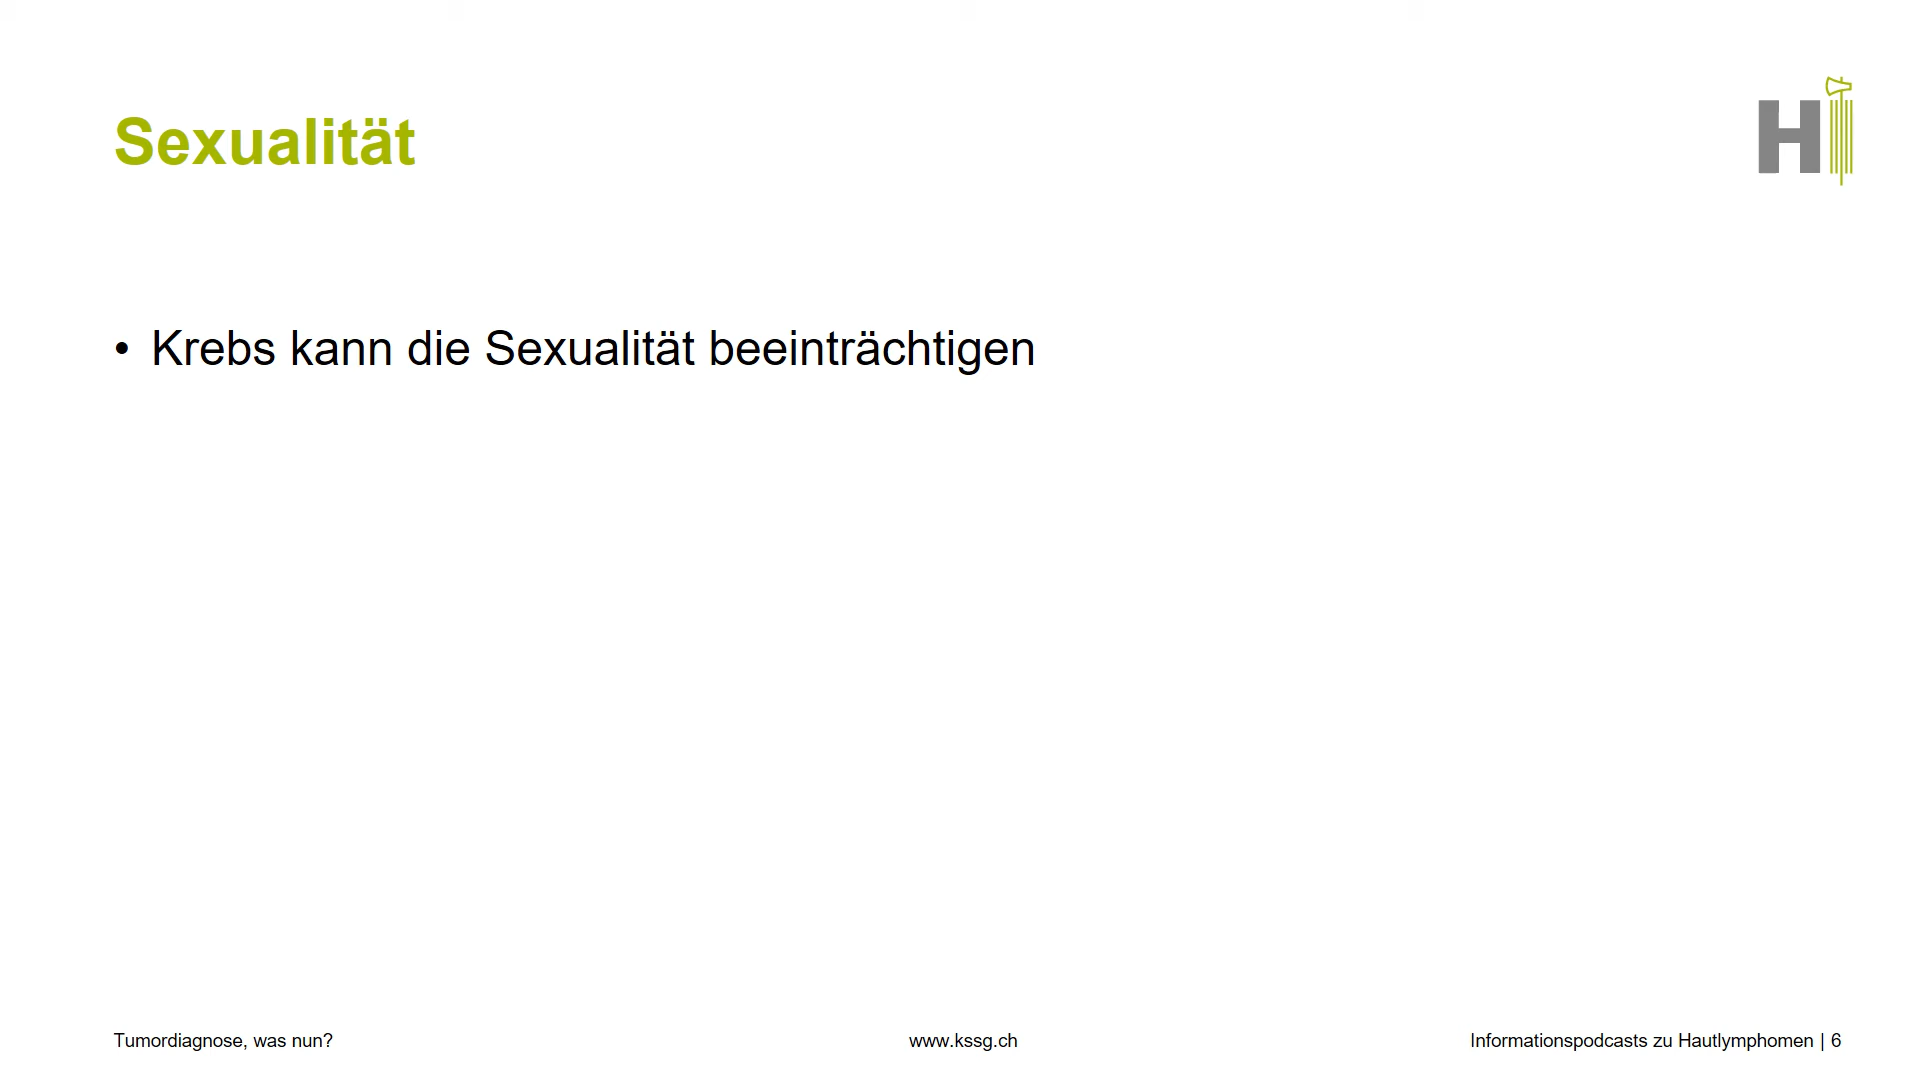 Sexualität
H
• Krebs kann die Sexualität beeinträchtigen
Tumordiagnose, was nun?
www.kssg.ch
Informationspodcasts zu Hautlymphomen | 6